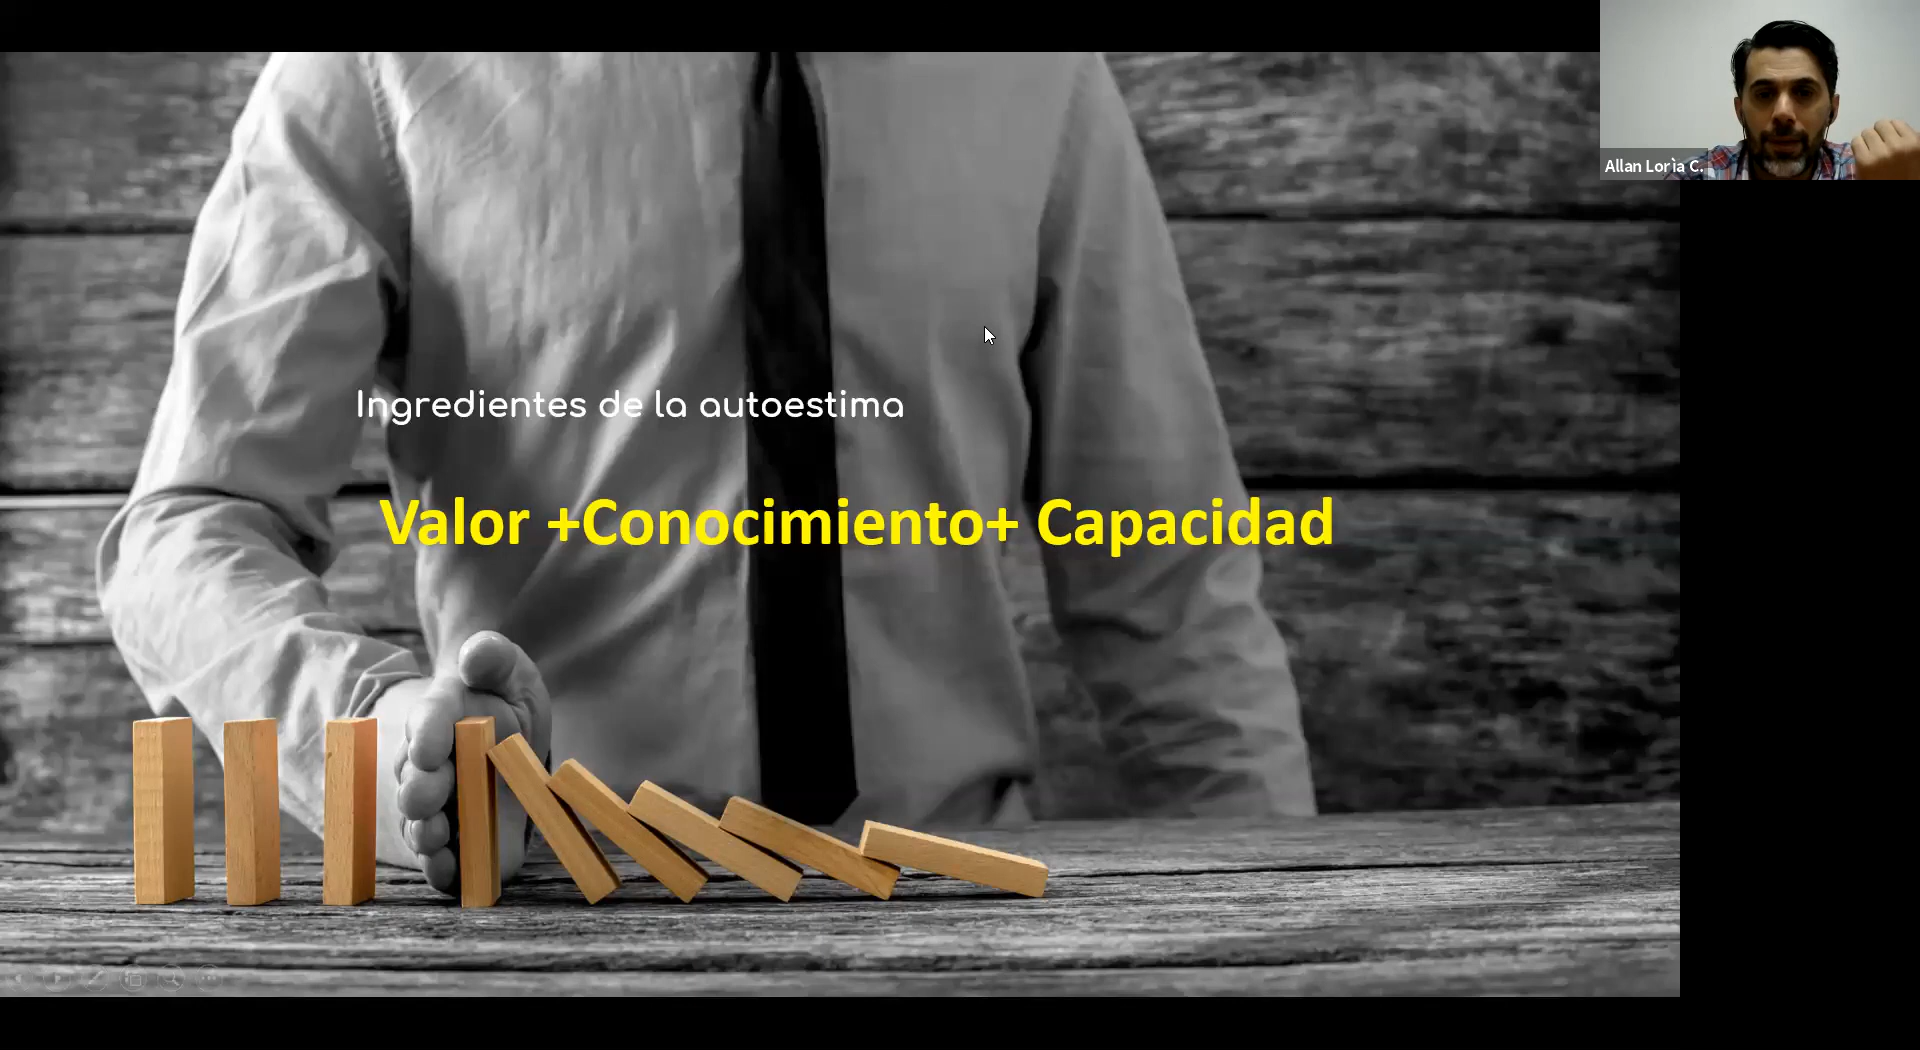 Allan Lorìa C.
Ingredientes de la autoestima
Valor +Conocimiento+ Capacidad